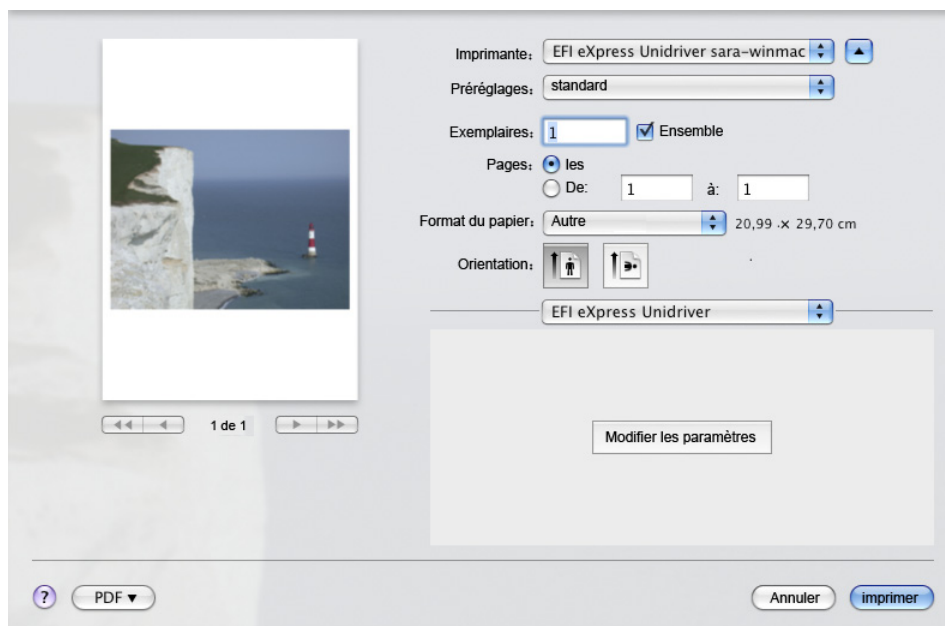 Imprimante: EFI eXpress Unidriver sara-winmac
Préréglages: standard
Exemplaires: 1 Ensemble
Pages: les
De: 1 à: 1
Format du papier: Autre 20,99 x 29,70 cm
Orientation:
EFI eXpress Unidriver
1 de 1
Modifier les paramètres
? PDF Annuler imprimer